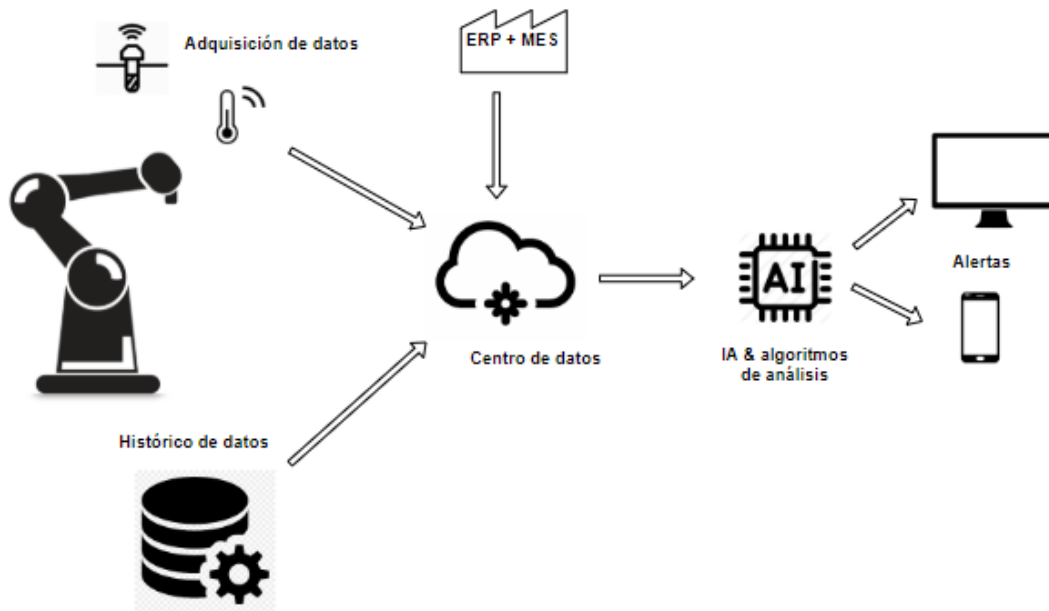 Adquisición de datos
ERP + MES
AI
Alertas
Centro de datos
IA & algoritmos
de análisis
Histórico de datos